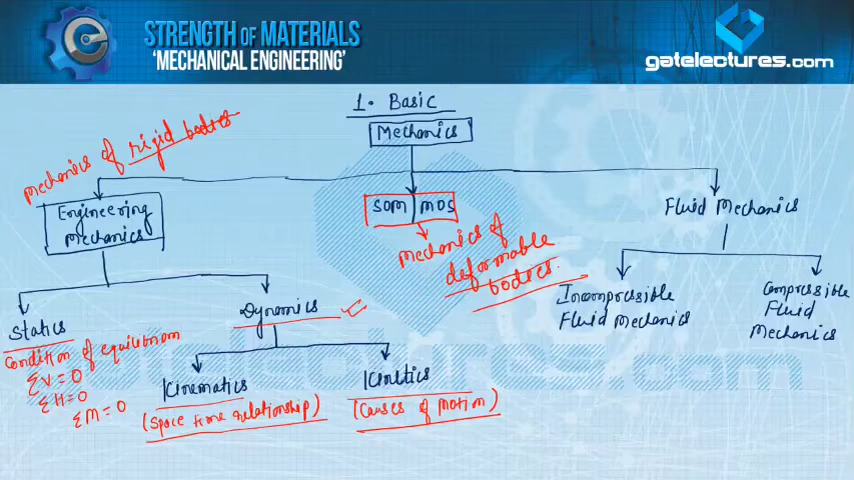 STRENGTH OF MATERIALS
'MECHANICAL ENGINEERING'
gatelectures.com
1. Basic
Mechanics
Mechanics of rigid bodies
Engineering
Mechanics
SOM | MOS
Mechanics of
deformable
bodies.
Fluid Mechanics
Incompressible
Fluid Mechanics
Compressible
Fluid
Mechanics
Statics
Condition of equilibrium
ΣV=0
ΣH=0
ΣM=0
Dynamics
Kinematics
(Space time relationship)
Kinetics
(Causes of motion)